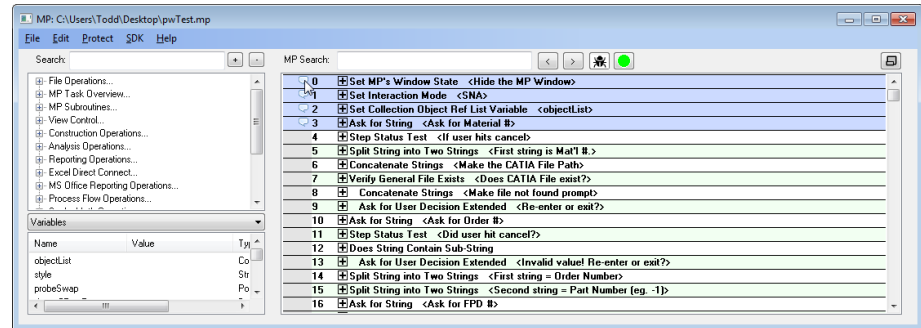 MP: C:\Users\Todd\Desktop\pwTest.mp
File Edit Protect SDK Help
Search:
+ -
MP Search:
< >
File Operations...
MP Task Overview...
MP Subroutines...
View Control...
Construction Operations...
Analysis Operations...
Reporting Operations...
Excel Direct Connect...
MS Office Reporting Operations...
Process Flow Operations...
Variables
Name Value Typ
objectList Co
style Str
probeSwap Po
0 Set MP's Window State <Hide the MP Window>
1 Set Interaction Mode <SNA>
2 Set Collection Object Ref List Variable <objectList>
3 Ask for String <Ask for Material #>
4 Step Status Test <If user hits cancel>
5 Split String into Two Strings <First string is Mat'l #.>
6 Concatenate Strings <Make the CATIA File Path>
7 Verify General File Exists <Does CATIA File exist?>
8 Concatenate Strings <Make file not found prompt>
9 Ask for User Decision Extended <Re-enter or exit?>
10 Ask for String <Ask for Order #>
11 Step Status Test <Did user hit cancel?>
12 Does String Contain Sub-String
13 Ask for User Decision Extended <Invalid value! Re-enter or exit?>
14 Split String into Two Strings <First string = Order Number>
15 Split String into Two Strings <Second string = Part Number (eg. -1)>
16 Ask for String <Ask for FPD #>